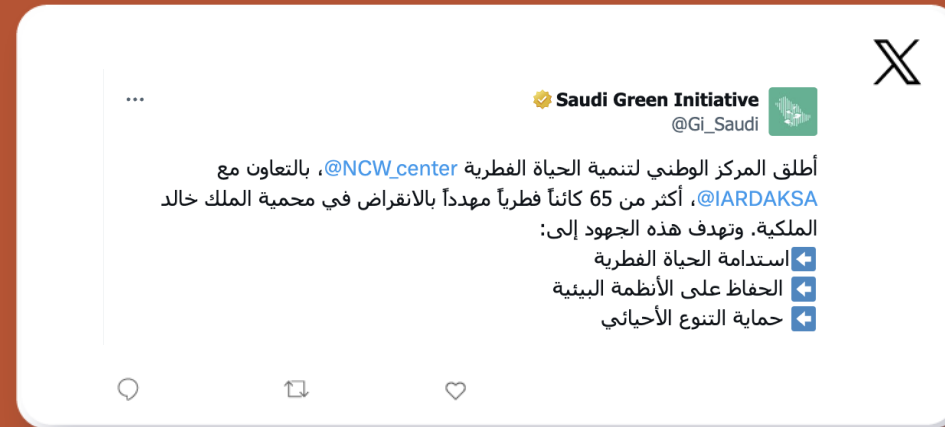 Saudi Green Initiative
@Gi_Saudi
أطلق المركز الوطني لتنمية الحياة الفطرية @NCW_center، بالتعاون مع
@IARDAKSA، أكثر من 65 كائناً فطرياً مهدداً بالانقراض في محمية الملك خالد
الملكية. وتهدف هذه الجهود إلى:
استدامة الحياة الفطرية
الحفاظ على الأنظمة البيئية
حماية التنوع الأحيائي